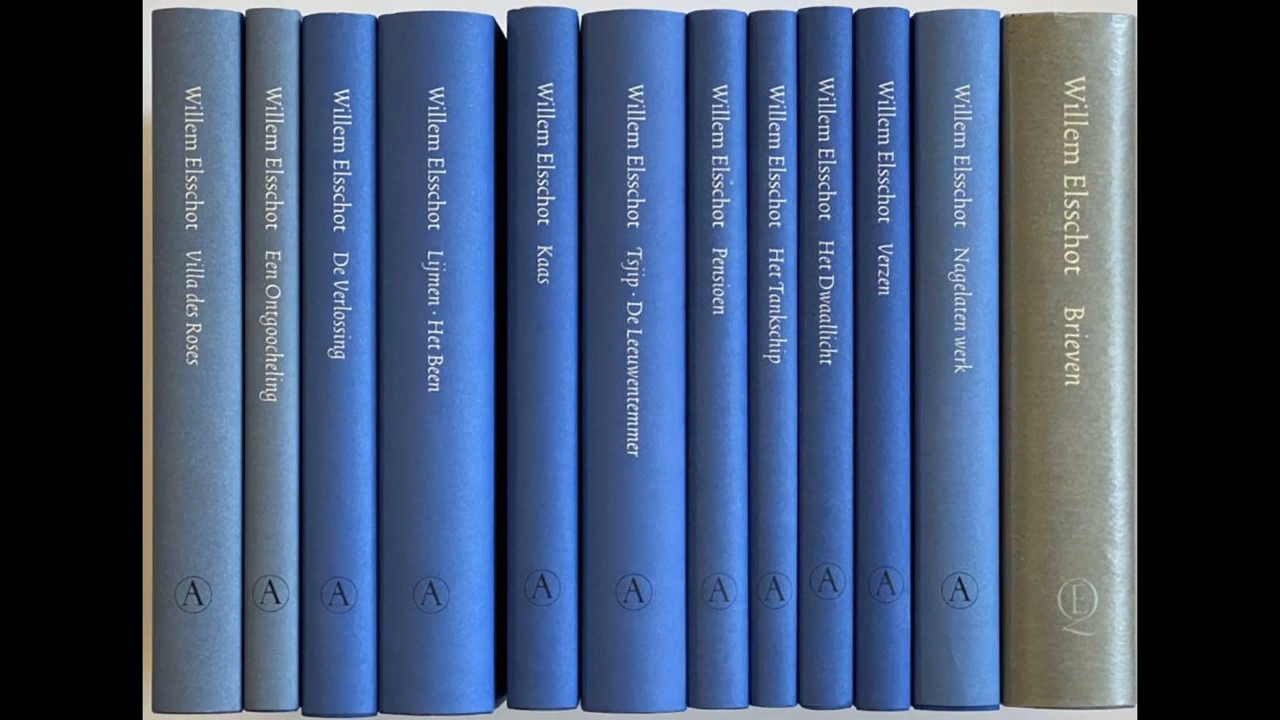 Willem Elsschot Villa des Roses
A
Willem Elsschot Een Ontgoocheling
A
Willem Elsschot De Verlossing
A
Willem Elsschot Lijmen · Het Been
A
Willem Elsschot Kaas
A
Willem Elsschot Tsjip · De Leeuwentemmer
A
Willem Elsschot Pensioen
A
Willem Elsschot Het Tankschip
A
Willem Elsschot Het Dwaallicht
A
Willem Elsschot Verzen
A
Willem Elsschot Nagelaten werk
A
Willem Elsschot Brieven
EQ